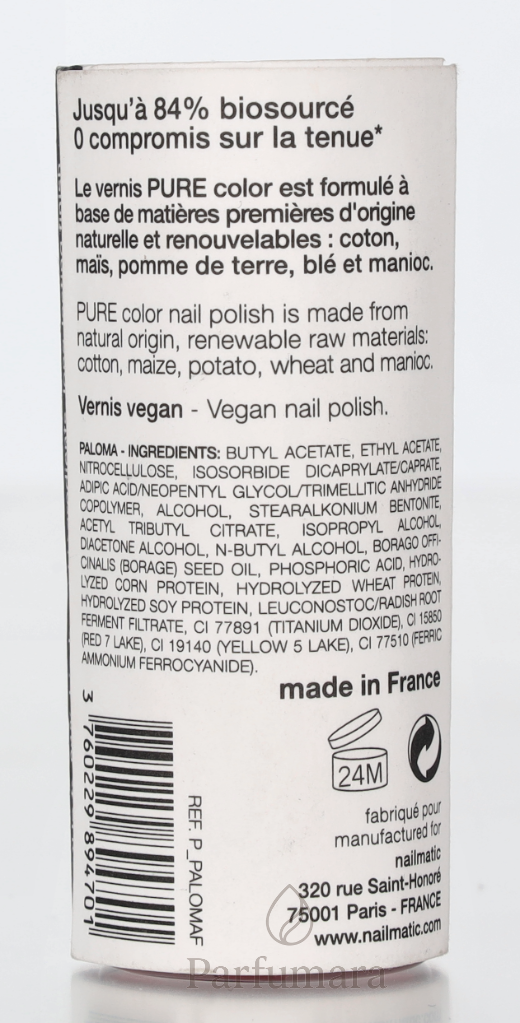 Jusqu'à 84% biosourcé
0 compromis sur la tenue*
Le vernis PURE color est formulé à
base de matières premières d'origine
naturelle et renouvelables : coton,
maïs, pomme de terre, blé et manioc.
PURE color nail polish is made from
natural origin, renewable raw materials:
cotton, maize, potato, wheat and manioc.
Vernis vegan - Vegan nail polish.
PALOMA - INGREDIENTS: BUTYL ACETATE, ETHYL ACETATE,
NITROCELLULOSE, ISOSORBIDE DICAPRYLATE/CAPRATE,
ADIPIC ACID/NEOPENTYL GLYCOL/TRIMELLITIC ANHYDRIDE
COPOLYMER, ALCOHOL, STEARALKONIUM BENTONITE,
ACETYL TRIBUTYL CITRATE, ISOPROPYL ALCOHOL,
DIACETONE ALCOHOL, N-BUTYL ALCOHOL, BORAGO OFFI-
CINALIS (BORAGE) SEED OIL, PHOSPHORIC ACID, HYDRO-
LYZED CORN PROTEIN, HYDROLYZED WHEAT PROTEIN,
HYDROLYZED SOY PROTEIN, LEUCONOSTOC/RADISH ROOT
FERMENT FILTRATE, CI 77891 (TITANIUM DIOXIDE), CI 15850
(RED 7 LAKE), CI 19140 (YELLOW 5 LAKE), CI 77510 (FERRIC
AMMONIUM FERROCYANIDE).
made in France
24M
3 760229 894701
REF. P_PALOMAF
fabriqué pour
manufactured for
nailmatic
320 rue Saint-Honoré
75001 Paris - FRANCE
www.nailmatic.com
Parfumara